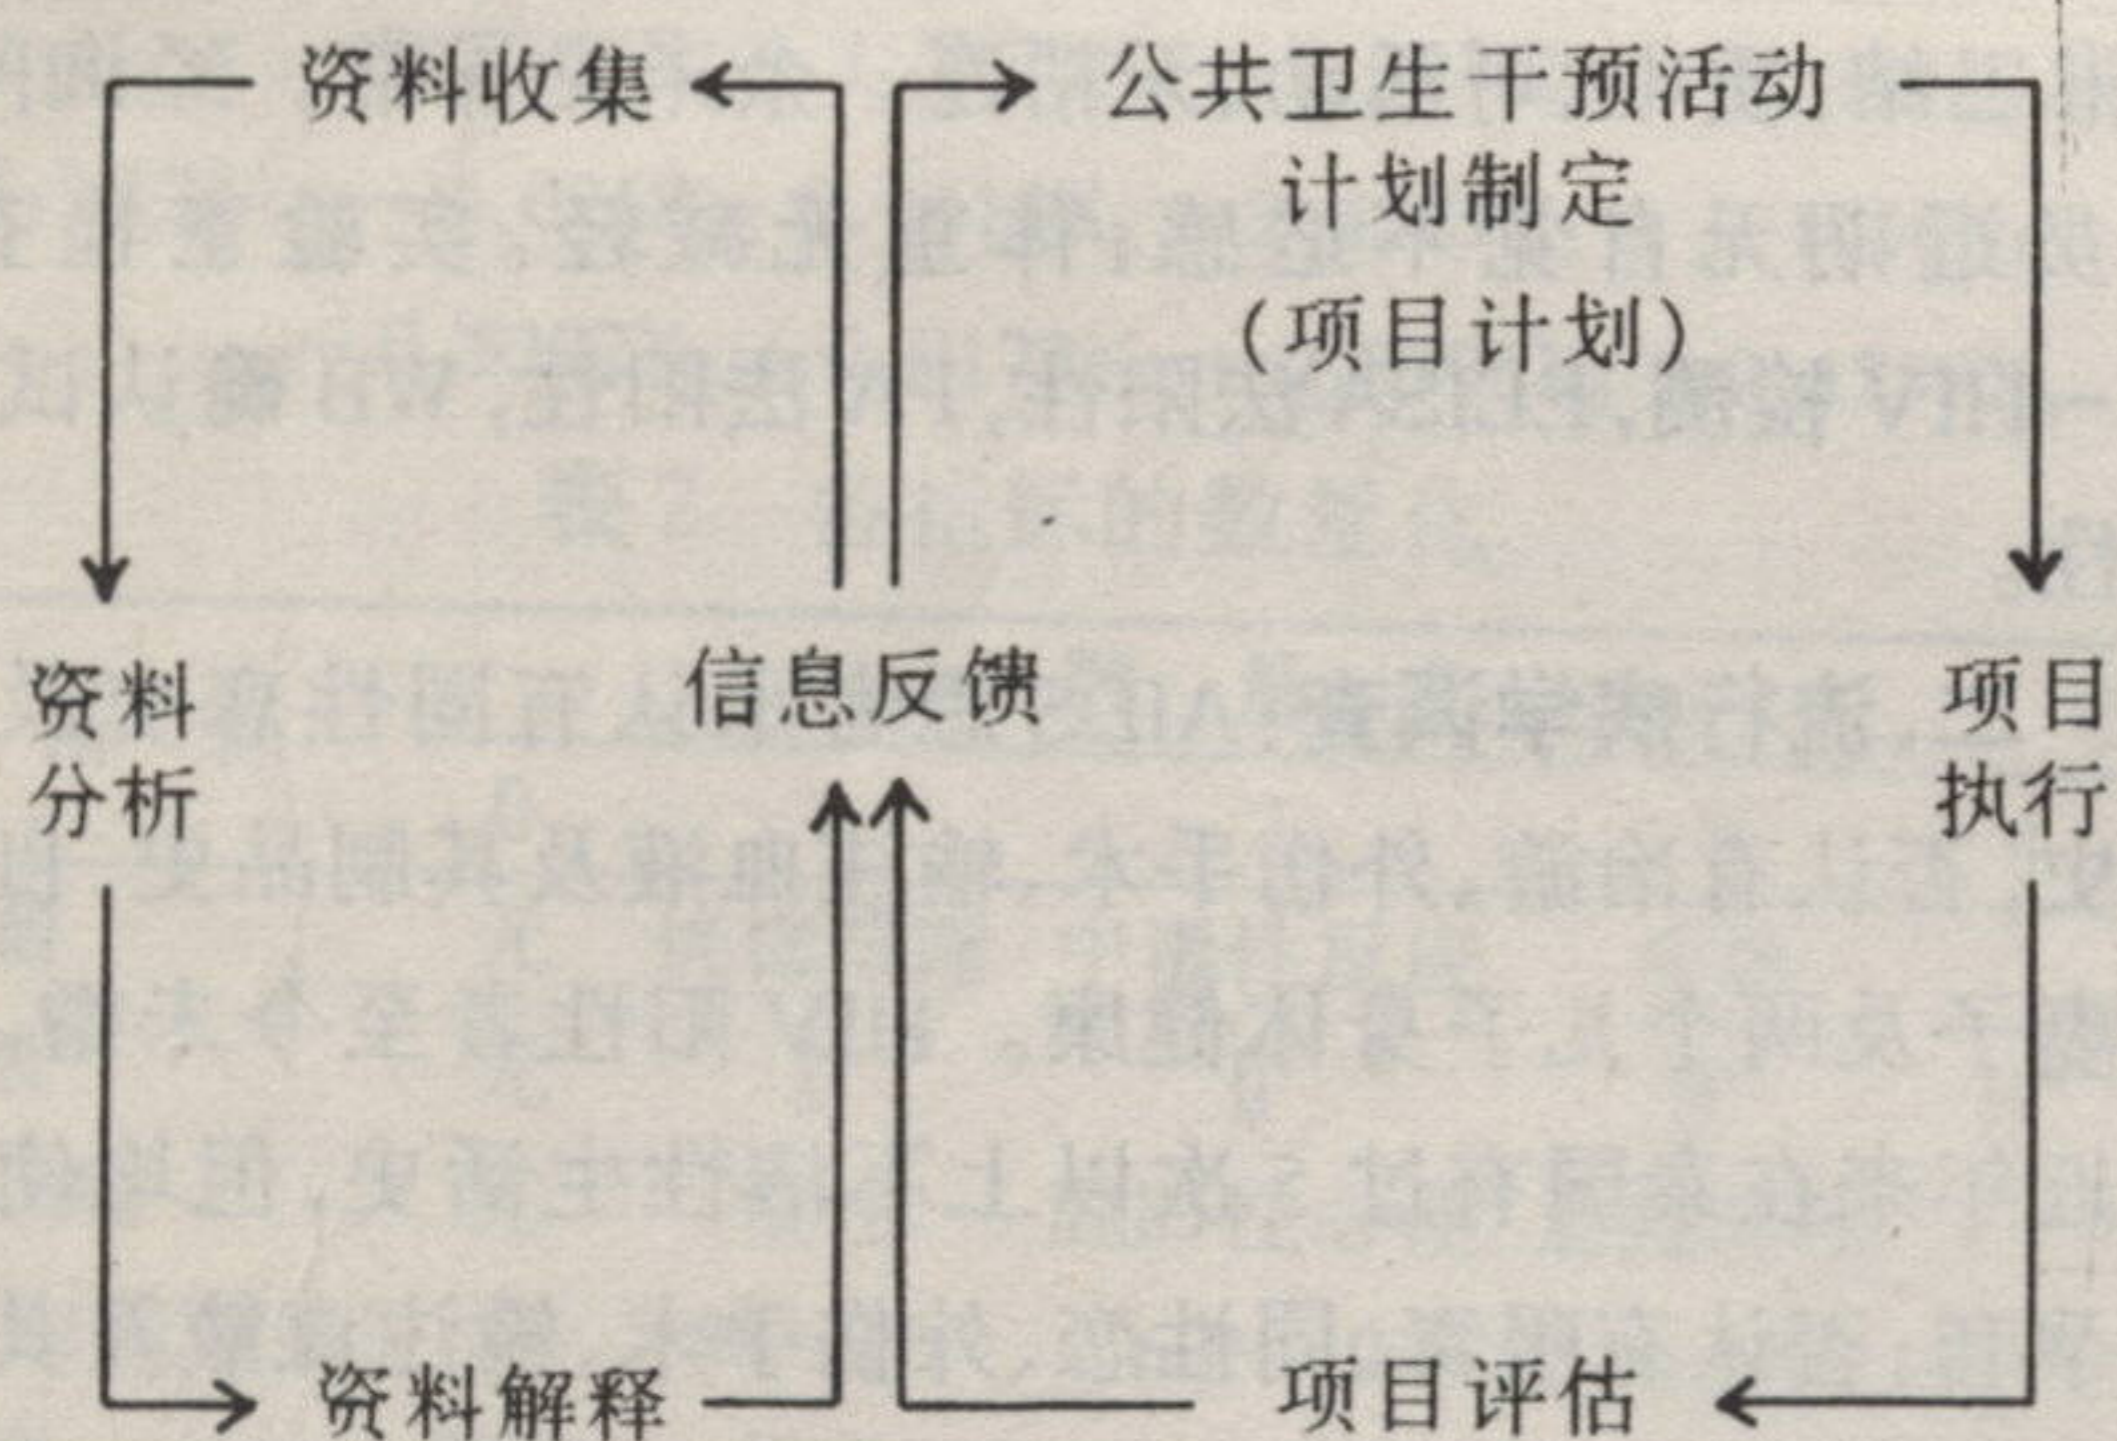 资料收集
公共卫生干预活动
计划制定
(项目计划)
资料
分析
信息反馈
项目
执行
资料解释
项目评估